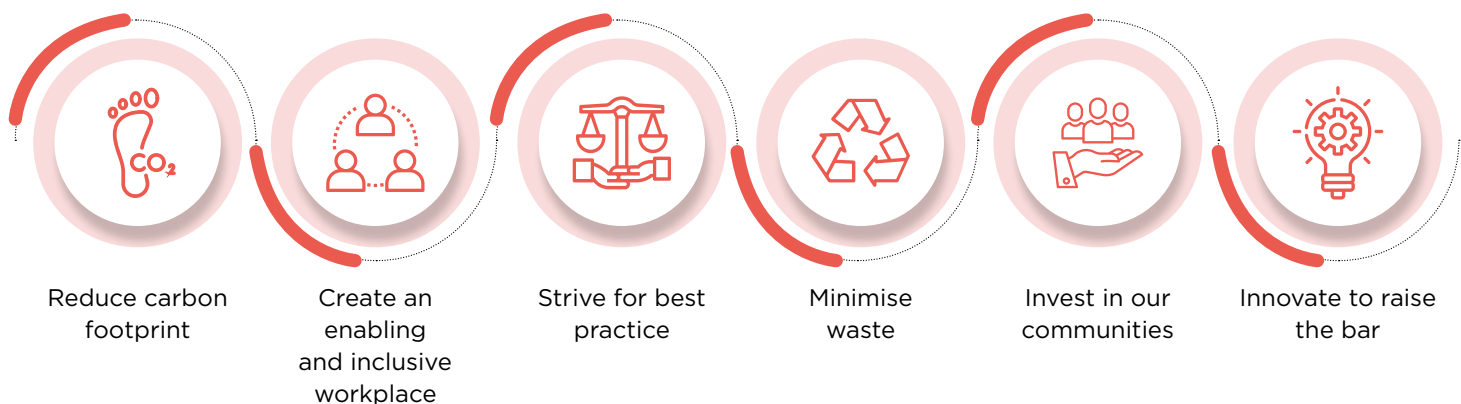 CO₂
Reduce carbon
footprint
Create an
enabling
and inclusive
workplace
Strive for best
practice
Minimise
waste
Invest in our
communities
Innovate to raise
the bar